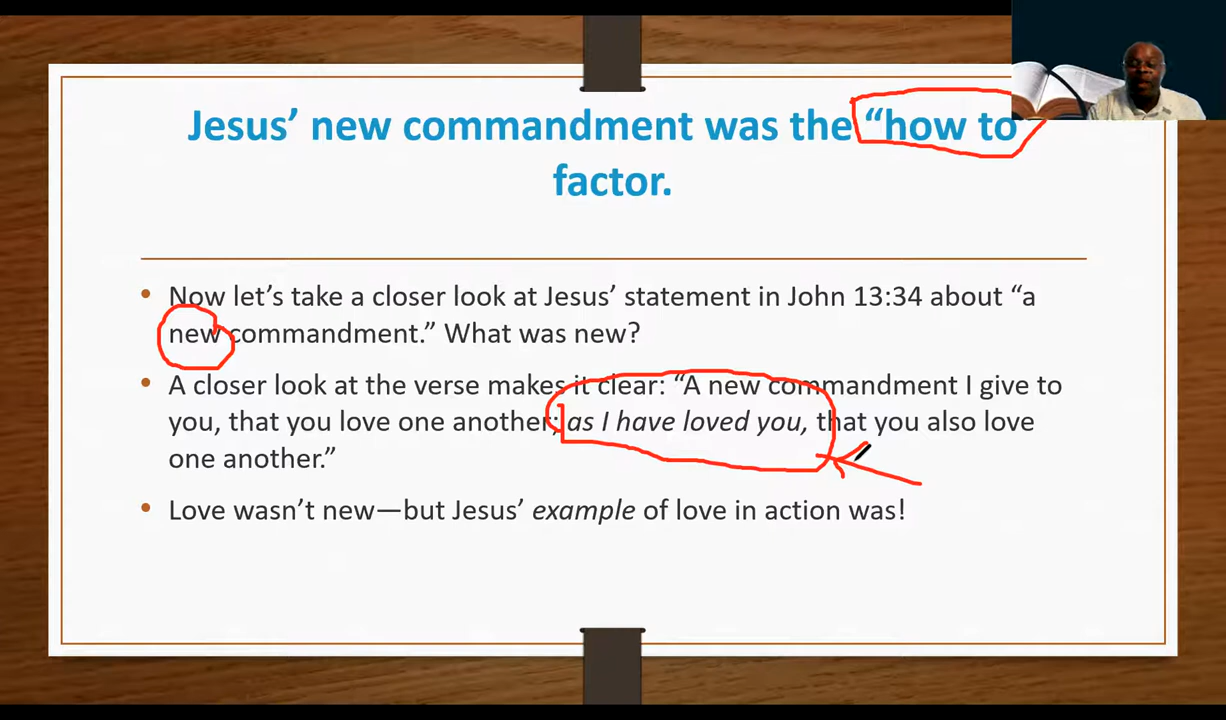 Jesus’ new commandment was the “how to
factor.
• Now let’s take a closer look at Jesus’ statement in John 13:34 about “a
new commandment.” What was new?
• A closer look at the verse makes it clear: “A new commandment I give to
you, that you love one another; as I have loved you, that you also love
one another.”
• Love wasn’t new—but Jesus’ example of love in action was!